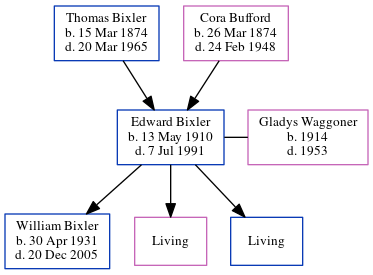 Thomas Bixler
b. 15 Mar 1874
d. 20 Mar 1965
Cora Bufford
b. 26 Mar 1874
d. 24 Feb 1948
Edward Bixler
b. 13 May 1910
d. 7 Jul 1991
Gladys Waggoner
b. 1914
d. 1953
William Bixler
b. 30 Apr 1931
d. 20 Dec 2005
Living
Living